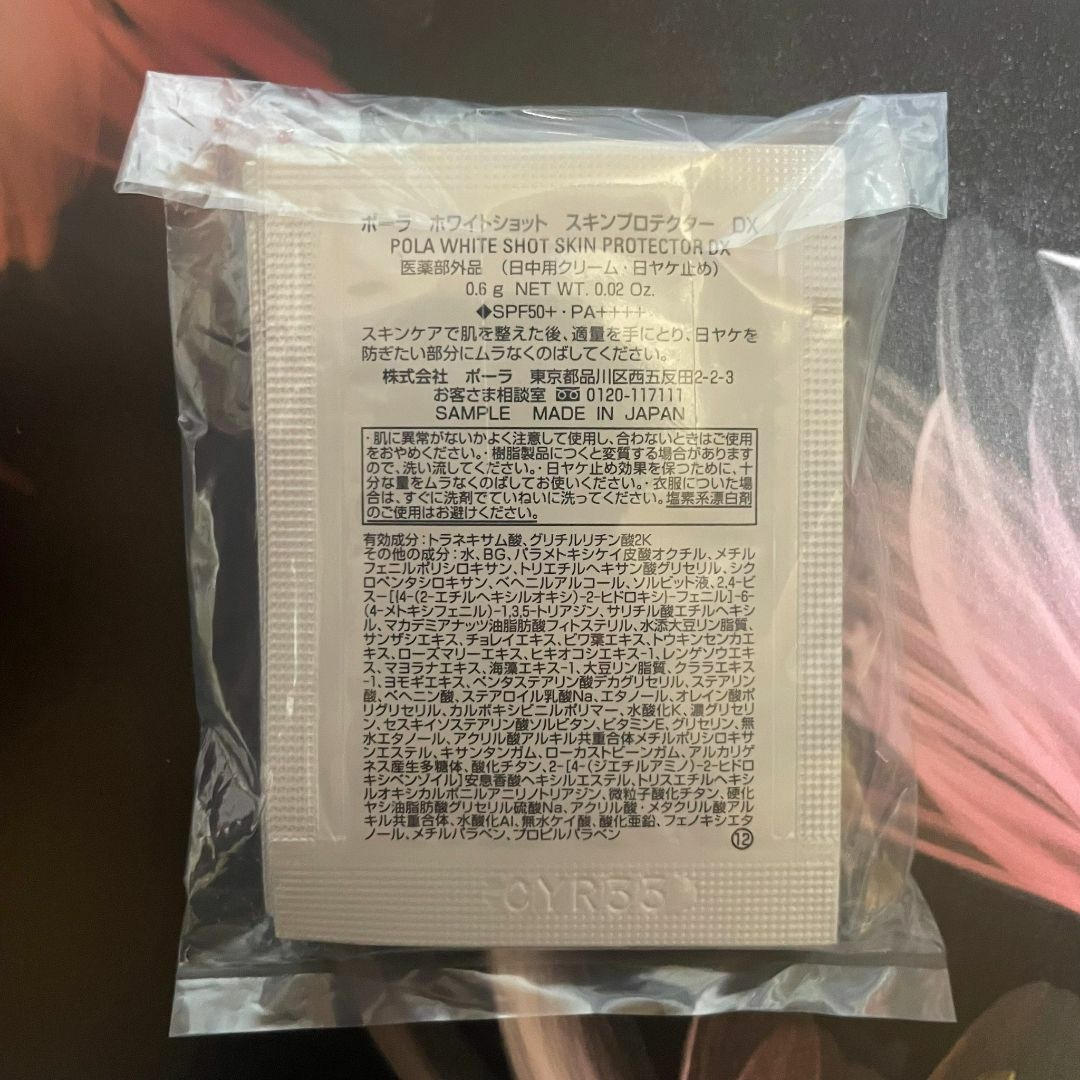 ポーラ ホワイトショット スキンプロテクター DX
POLA WHITE SHOT SKIN PROTECTOR DX
医薬部外品 （日中用クリーム・日ヤケ止め）
0.6 g NET WT. 0.02 Oz.
◆SPF50+・PA++++
スキンケアで肌を整えた後、適量を手にとり、日ヤケを
防ぎたい部分にムラなくのばしてください。
株式会社 ポーラ 東京都品川区西五反田2-2-3
お客さま相談室 0120-117111
SAMPLE MADE IN JAPAN
・肌に異常がないかよく注意して使用し、合わないときはご使用
をおやめください。・樹脂製品につくと変質する場合があります
ので、洗い流してください。・日ヤケ止め効果を保つために、十
分な量をムラなくのばしてお使いください。・衣服についた場
合は、すぐに洗剤でていねいに洗ってください。塩素系漂白剤
のご使用はお避けください。
有効成分：トラネキサム酸、グリチルリチン酸2K
その他の成分：水、BG、パラメトキシケイ皮酸オクチル、メチル
フェニルポリシロキサン、トリエチルヘキサン酸グリセリル、シク
ロペンタシロキサン、ベヘニルアルコール、ソルビット液、2,4-ビ
ス-[{4-(2-エチルヘキシルオキシ)-2-ヒドロキシ}-フェニル]-6-
(4-メトキシフェニル)-1,3,5-トリアジン、サリチル酸エチルヘキシ
ル、マカデミアナッツ油脂肪酸フィトステリル、水添大豆リン脂質、
サンザシエキス、チョレイエキス、ビワ葉エキス、トウキンセンカエ
キス、ローズマリーエキス、ヒキオコシエキス-1、レンゲソウエキ
ス、マヨラナエキス、海藻エキス-1、大豆リン脂質、クララエキス
-1、ヨモギエキス、ペンタステアリン酸デカグリセリル、ステアリン
酸、ベヘニン酸、ステアロイル乳酸Na、エタノール、オレイン酸ポ
リグリセリル、カルボキシビニルポリマー、水酸化K、濃グリセリ
ン、セスキイソステアリン酸ソルビタン、ビタミンE、グリセリン、無
水エタノール、アクリル酸アルキル共重合体メチルポリシロキサ
ンエステル、キサンタンガム、ローカストビーンガム、アルカリゲ
ネス産生多糖体、酸化チタン、2-[4-(ジエチルアミノ)-2-ヒドロ
キシベンゾイル]安息香酸ヘキシルエステル、トリスエチルヘキシ
ルオキシカルボニルアニリノトリアジン、微粒子酸化チタン、硬化
ヤシ油脂肪酸グリセリル硫酸Na、アクリル酸・メタクリル酸アル
キル共重合体、水酸化Al、無水ケイ酸、酸化亜鉛、フェノキシエタ
ノール、メチルパラベン、プロピルパラベン
⑫
CYR55